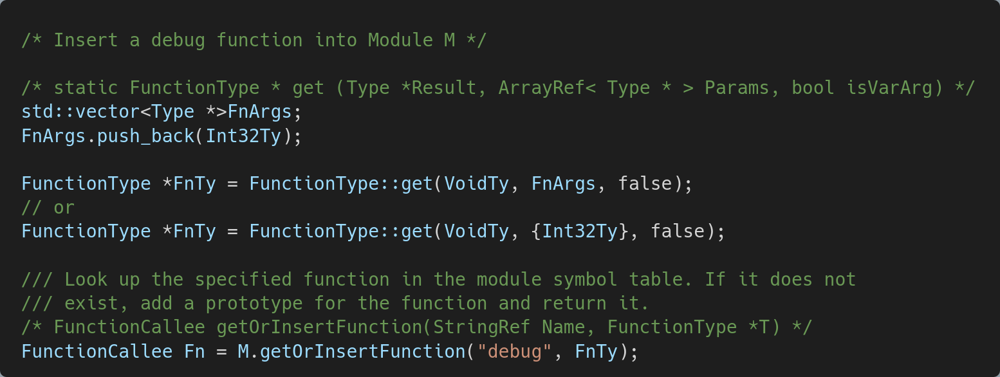 /* Insert a debug function into Module M */
/* static FunctionType * get (Type *Result, ArrayRef< Type * > Params, bool isVarArg) */
std::vector<Type *>FnArgs;
FnArgs.push_back(Int32Ty);
FunctionType *FnTy = FunctionType::get(VoidTy, FnArgs, false);
// or
FunctionType *FnTy = FunctionType::get(VoidTy, {Int32Ty}, false);
/// Look up the specified function in the module symbol table. If it does not
/// exist, add a prototype for the function and return it.
/* FunctionCallee getOrInsertFunction(StringRef Name, FunctionType *T) */
FunctionCallee Fn = M.getOrInsertFunction("debug", FnTy);